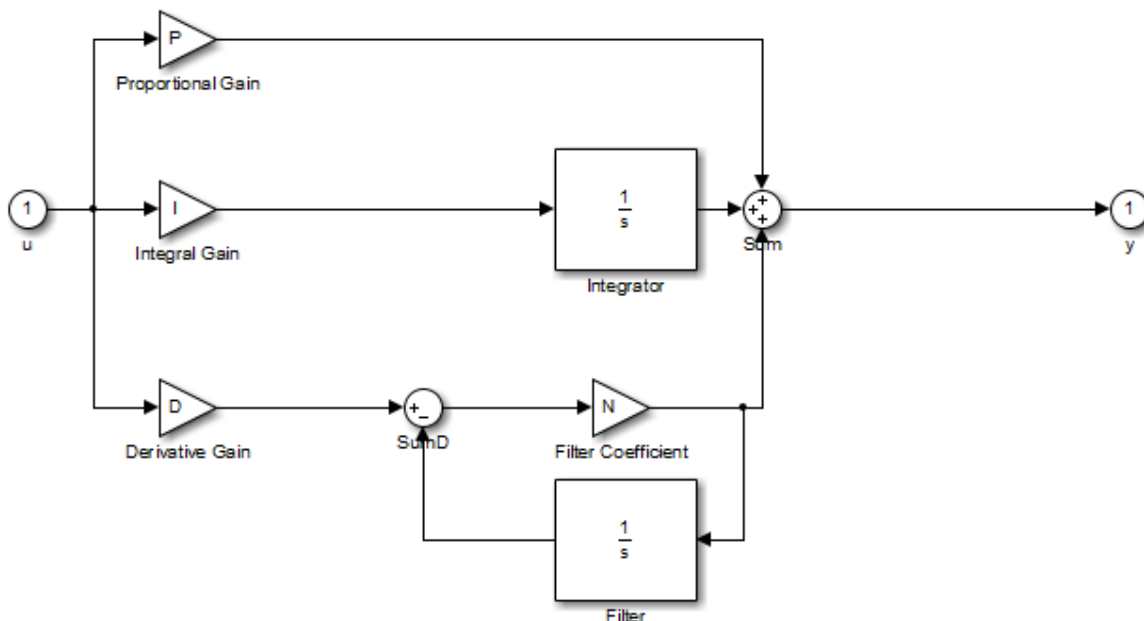 P
Proportional Gain
1
u
I
Integral Gain
1
s
Integrator
+
+
+
Sum
1
y
D
Derivative Gain
+
−
SumD
N
Filter Coefficient
1
s
Filter